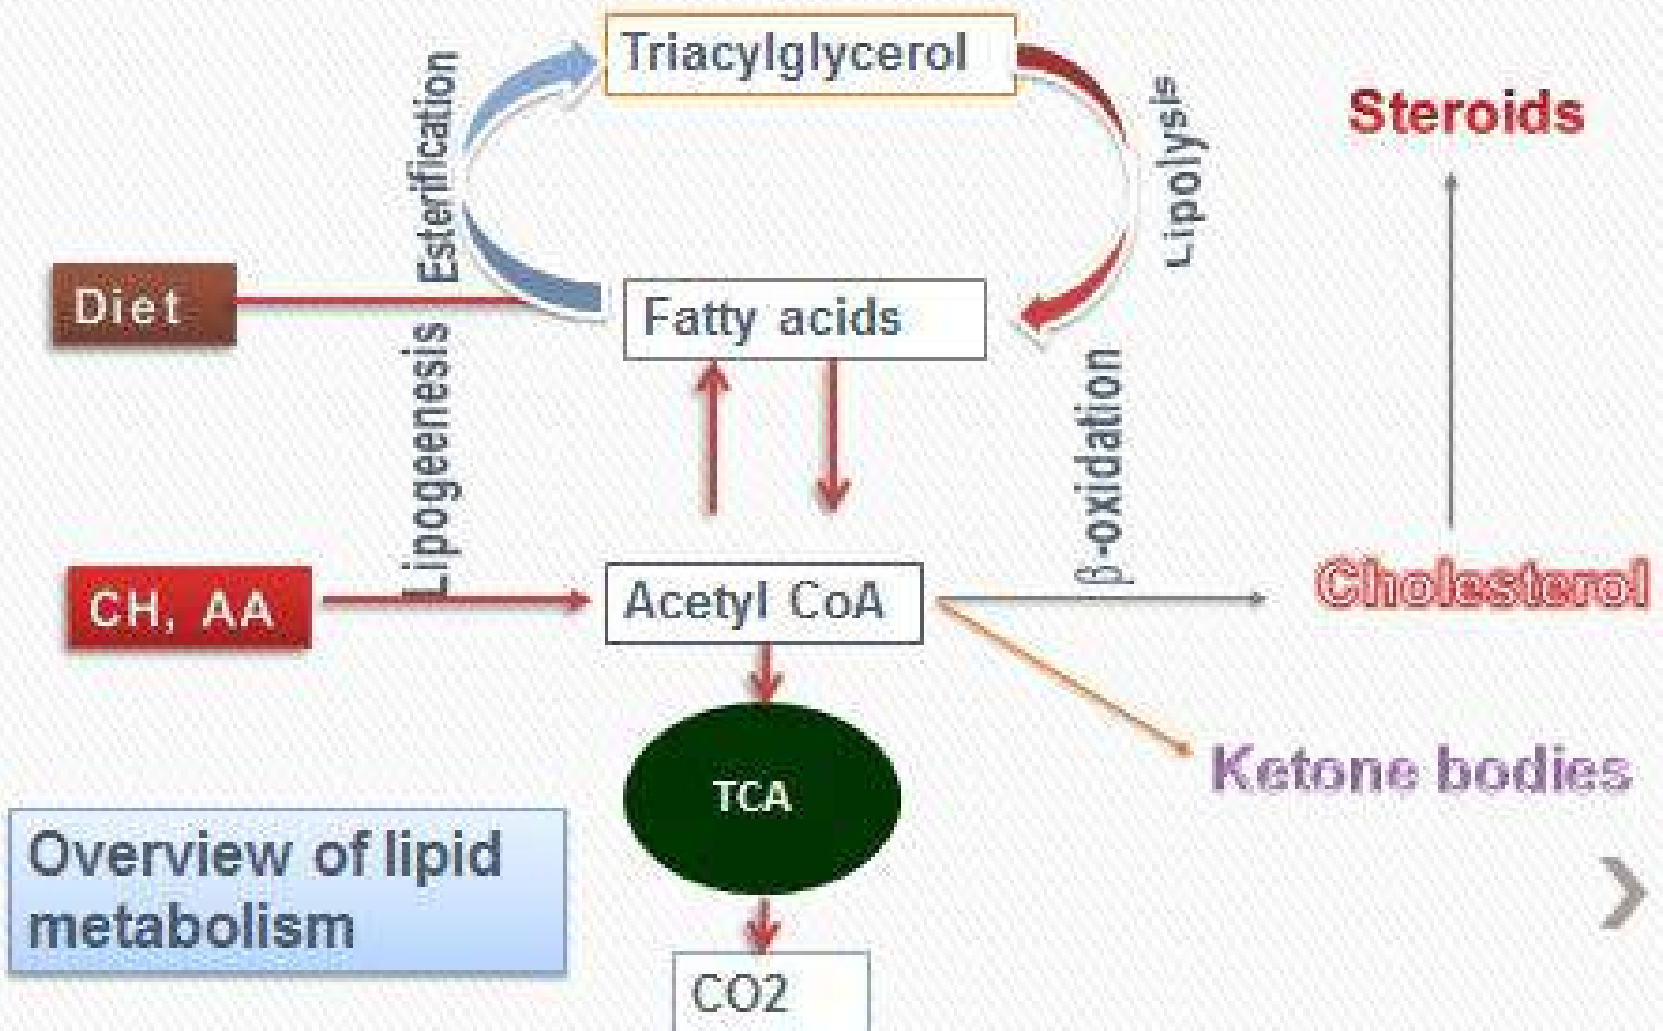 Triacylglycerol
Esterification
Lipolysis
Steroids
Diet
Fatty acids
Lipogeenesis
β-oxidation
CH, AA
Acetyl CoA
Cholesterol
Ketone bodies
TCA
Overview of lipid
metabolism
CO2